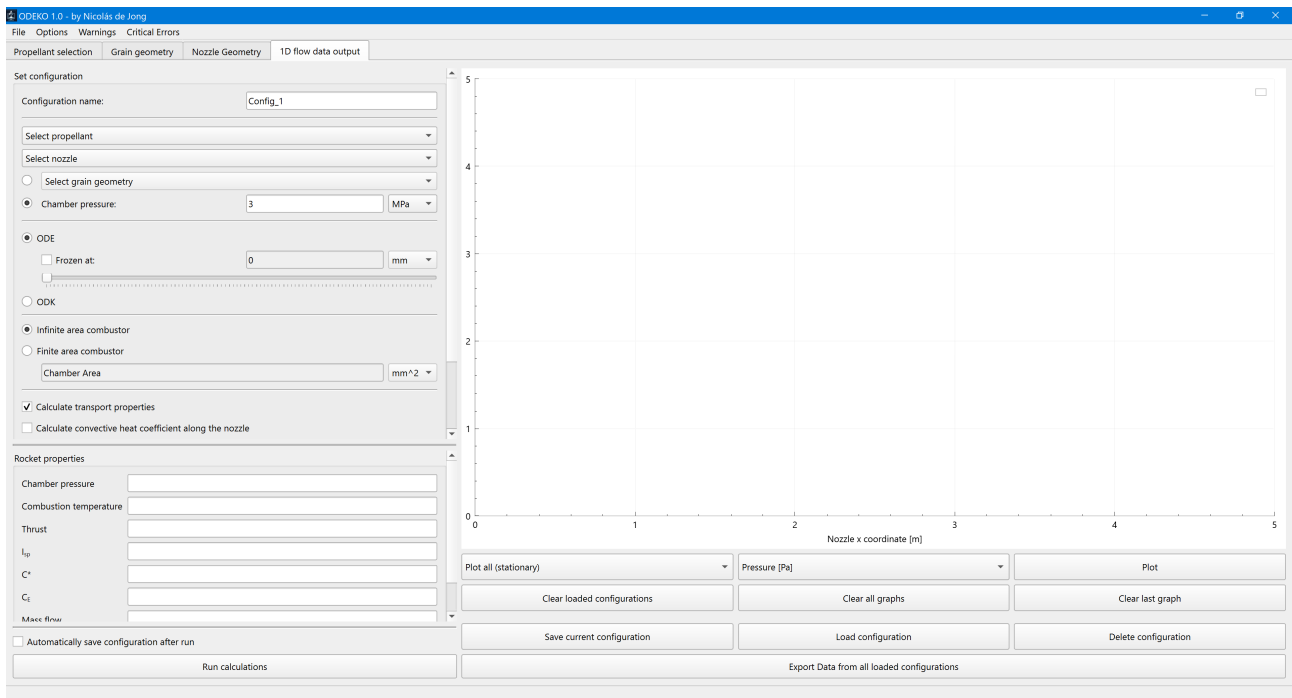 ODEKO 1.0 - by Nicolás de Jong
File Options Warnings Critical Errors
Propellant selection Grain geometry Nozzle Geometry 1D flow data output
Set configuration
Configuration name: Config_1
Select propellant
Select nozzle
Select grain geometry
Chamber pressure: 3 MPa
ODE
Frozen at: 0 mm
ODK
Infinite area combustor
Finite area combustor
Chamber Area mm^2
Calculate transport properties
Calculate convective heat coefficient along the nozzle
Rocket properties
Chamber pressure
Combustion temperature
Thrust
Isp
C*
CE
Mass flow
Automatically save configuration after run
Run calculations
5
4
3
2
1
0
0 1 2 3 4 5
Nozzle x coordinate [m]
Plot all (stationary) Pressure [Pa] Plot
Clear loaded configurations Clear all graphs Clear last graph
Save current configuration Load configuration Delete configuration
Export Data from all loaded configurations